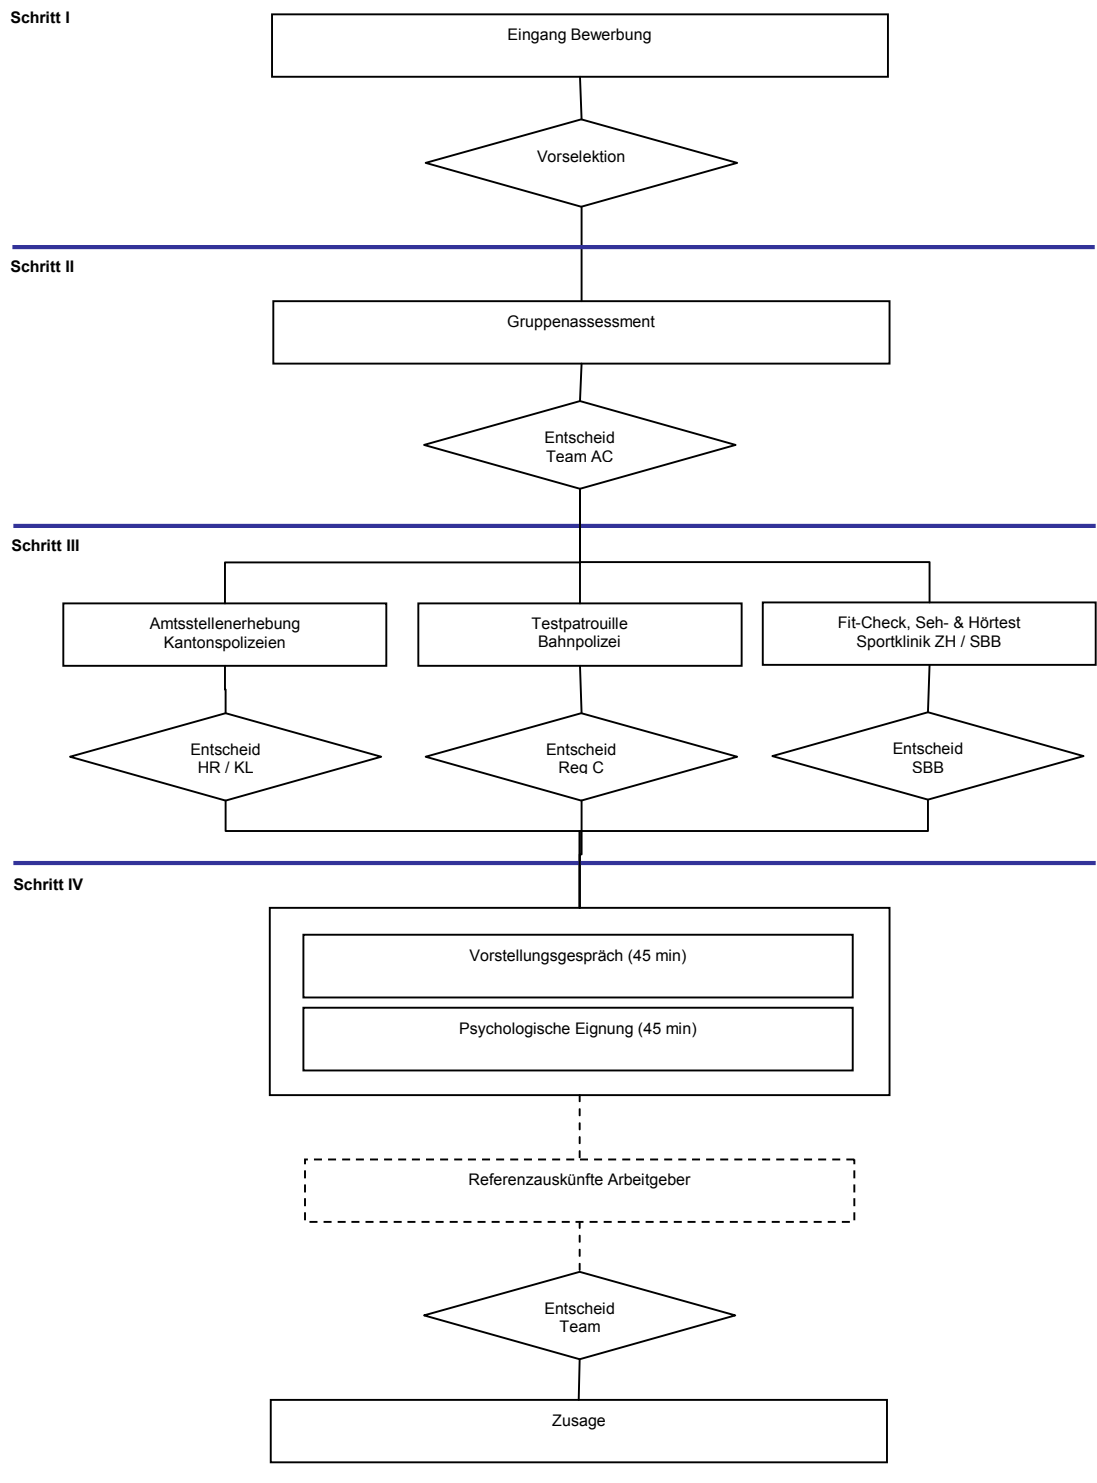 Schritt I
Eingang Bewerbung
Vorselektion
Schritt II
Gruppenassessment
Entscheid
Team AC
Schritt III
Amtsstellenerhebung
Kantonspolizeien
Testpatrouille
Bahnpolizei
Fit-Check, Seh- & Hörtest
Sportklinik ZH / SBB
Entscheid
HR / KL
Entscheid
Reg C
Entscheid
SBB
Schritt IV
Vorstellungsgespräch (45 min)
Psychologische Eignung (45 min)
Referenzauskünfte Arbeitgeber
Entscheid
Team
Zusage